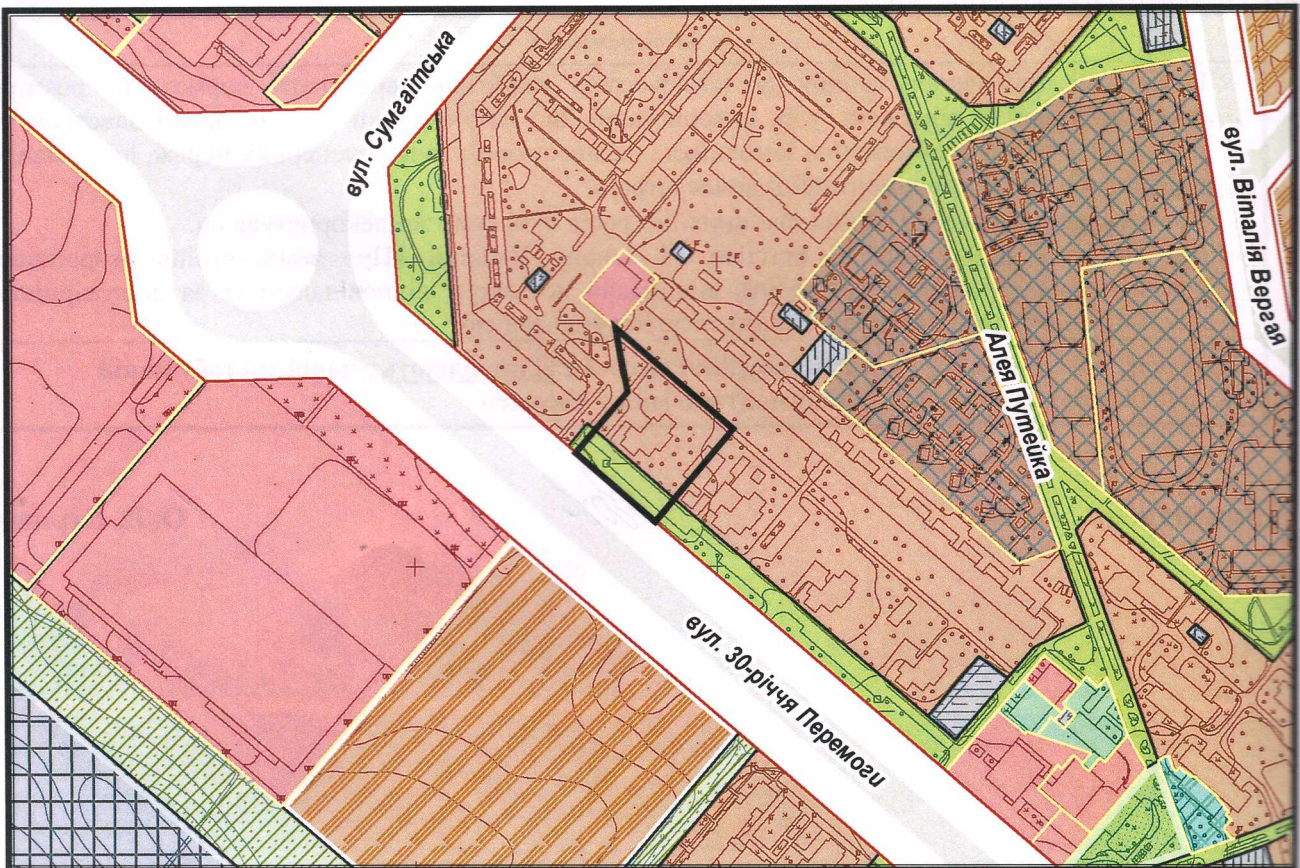 вул. Сумгаїтська
вул. Віталія Вергая
Алея Путейка
вул. 30-річчя Перемоги